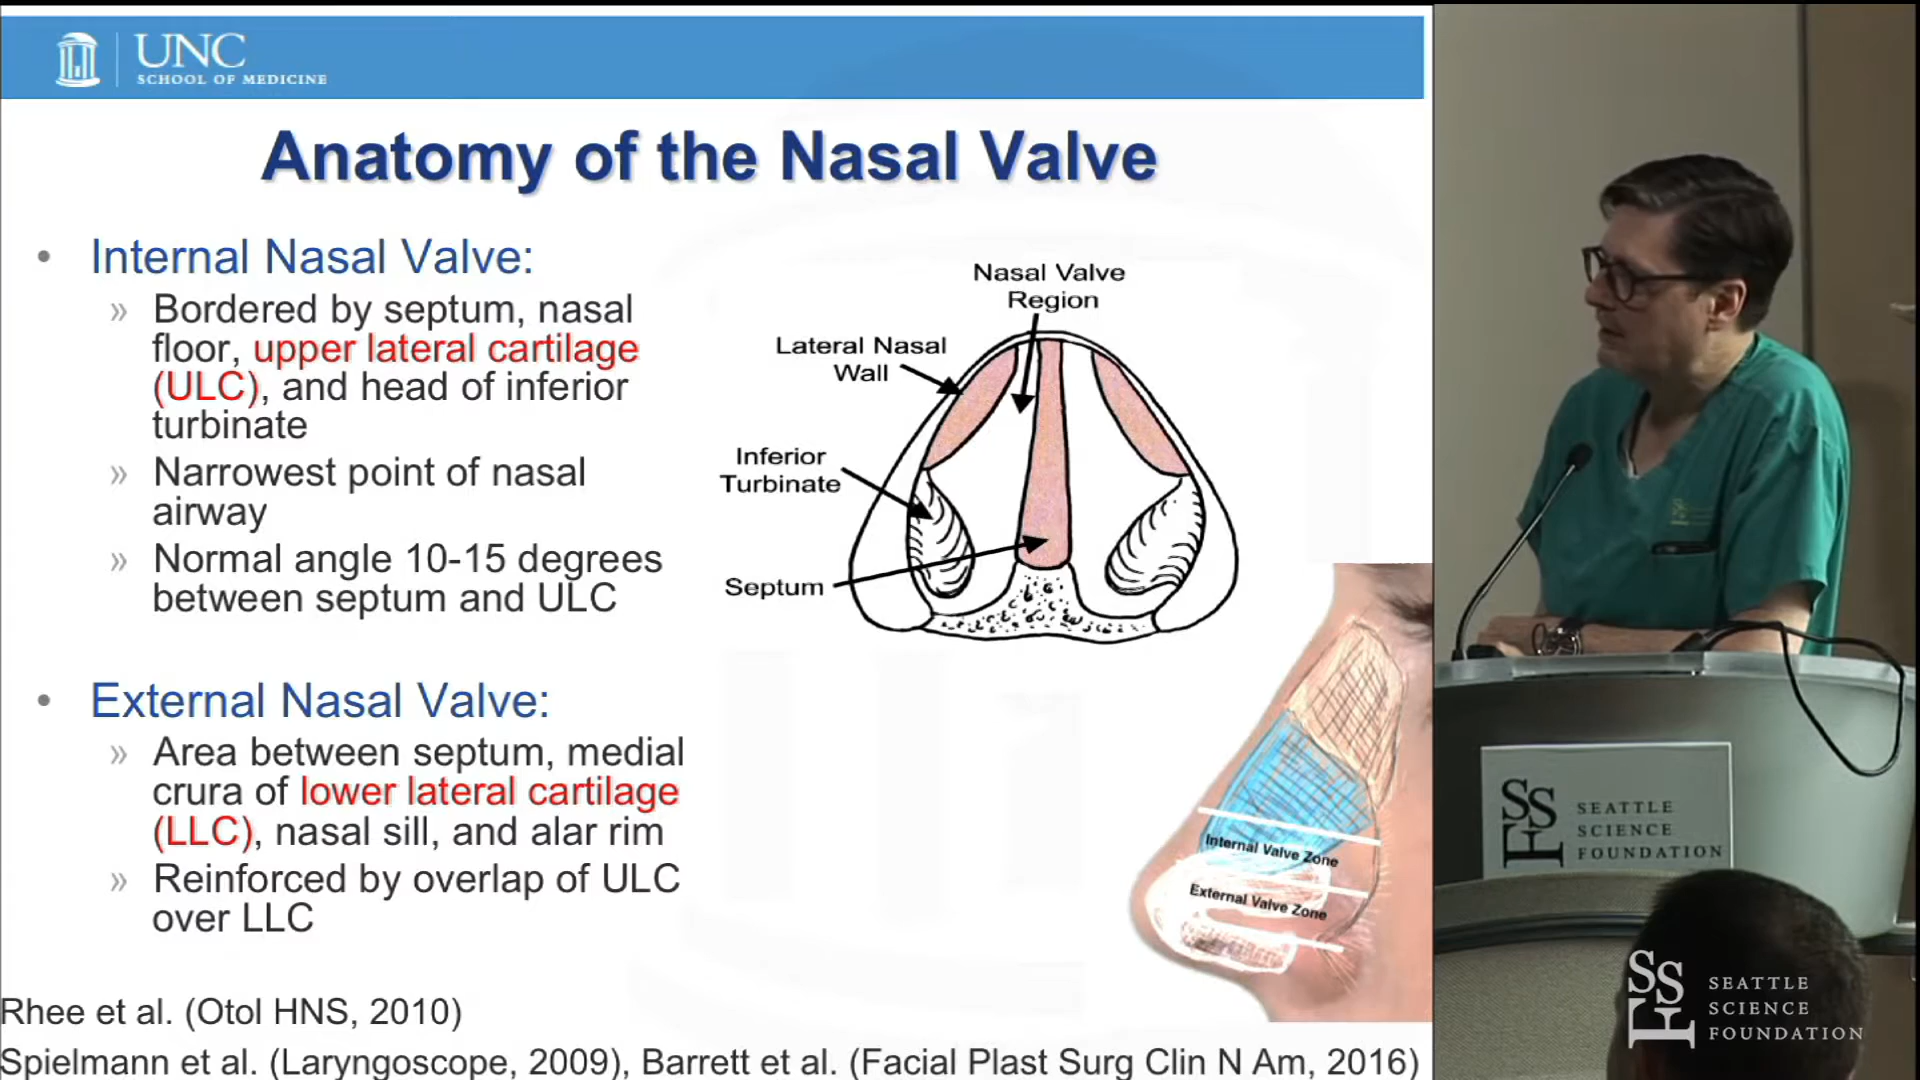 UNC
SCHOOL OF MEDICINE
Anatomy of the Nasal Valve
• Internal Nasal Valve:
» Bordered by septum, nasal
floor, upper lateral cartilage
(ULC), and head of inferior
turbinate
» Narrowest point of nasal
airway
» Normal angle 10-15 degrees
between septum and ULC
• External Nasal Valve:
» Area between septum, medial
crura of lower lateral cartilage
(LLC), nasal sill, and alar rim
» Reinforced by overlap of ULC
over LLC
Nasal Valve
Region
Lateral Nasal
Wall
Inferior
Turbinate
Septum
Internal Valve Zone
External Valve Zone
Rhee et al. (Otol HNS, 2010)
Spielmann et al. (Laryngoscope, 2009), Barrett et al. (Facial Plast Surg Clin N Am, 2016)
SSF
SEATTLE
SCIENCE
FOUNDATION
SSF
SEATTLE
SCIENCE
FOUNDATION